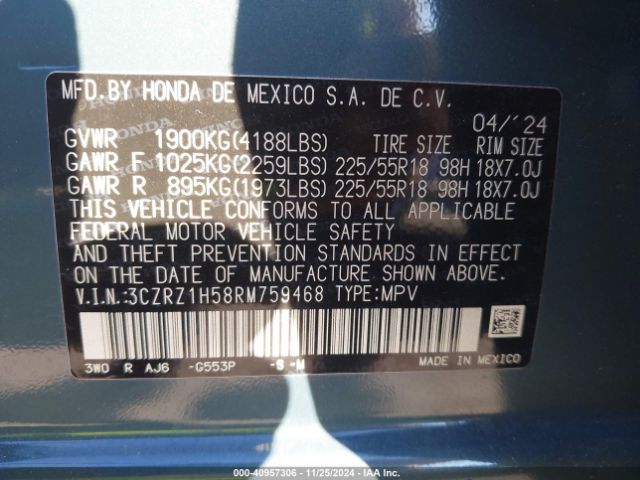 MFD. BY HONDA DE MEXICO S.A. DE C.V.
04/'24
GVWR 1900KG(4188LBS) TIRE SIZE RIM SIZE
GAWR F 1025KG(2259LBS) 225/55R18 98H 18X7.0J
GAWR R 895KG(1973LBS) 225/55R18 98H 18X7.0J
THIS VEHICLE CONFORMS TO ALL APPLICABLE
FEDERAL MOTOR VEHICLE SAFETY
AND THEFT PREVENTION STANDARDS IN EFFECT ON
THE DATE OF MANUFACTURE SHOWN ABOVE.
V.I.N.:3CZRZ1H58RM759468 TYPE:MPV
3WO R AJ6 -G553P -S -M MADE IN MEXICO
000-40957306 - 11/25/2024 - IAA Inc.